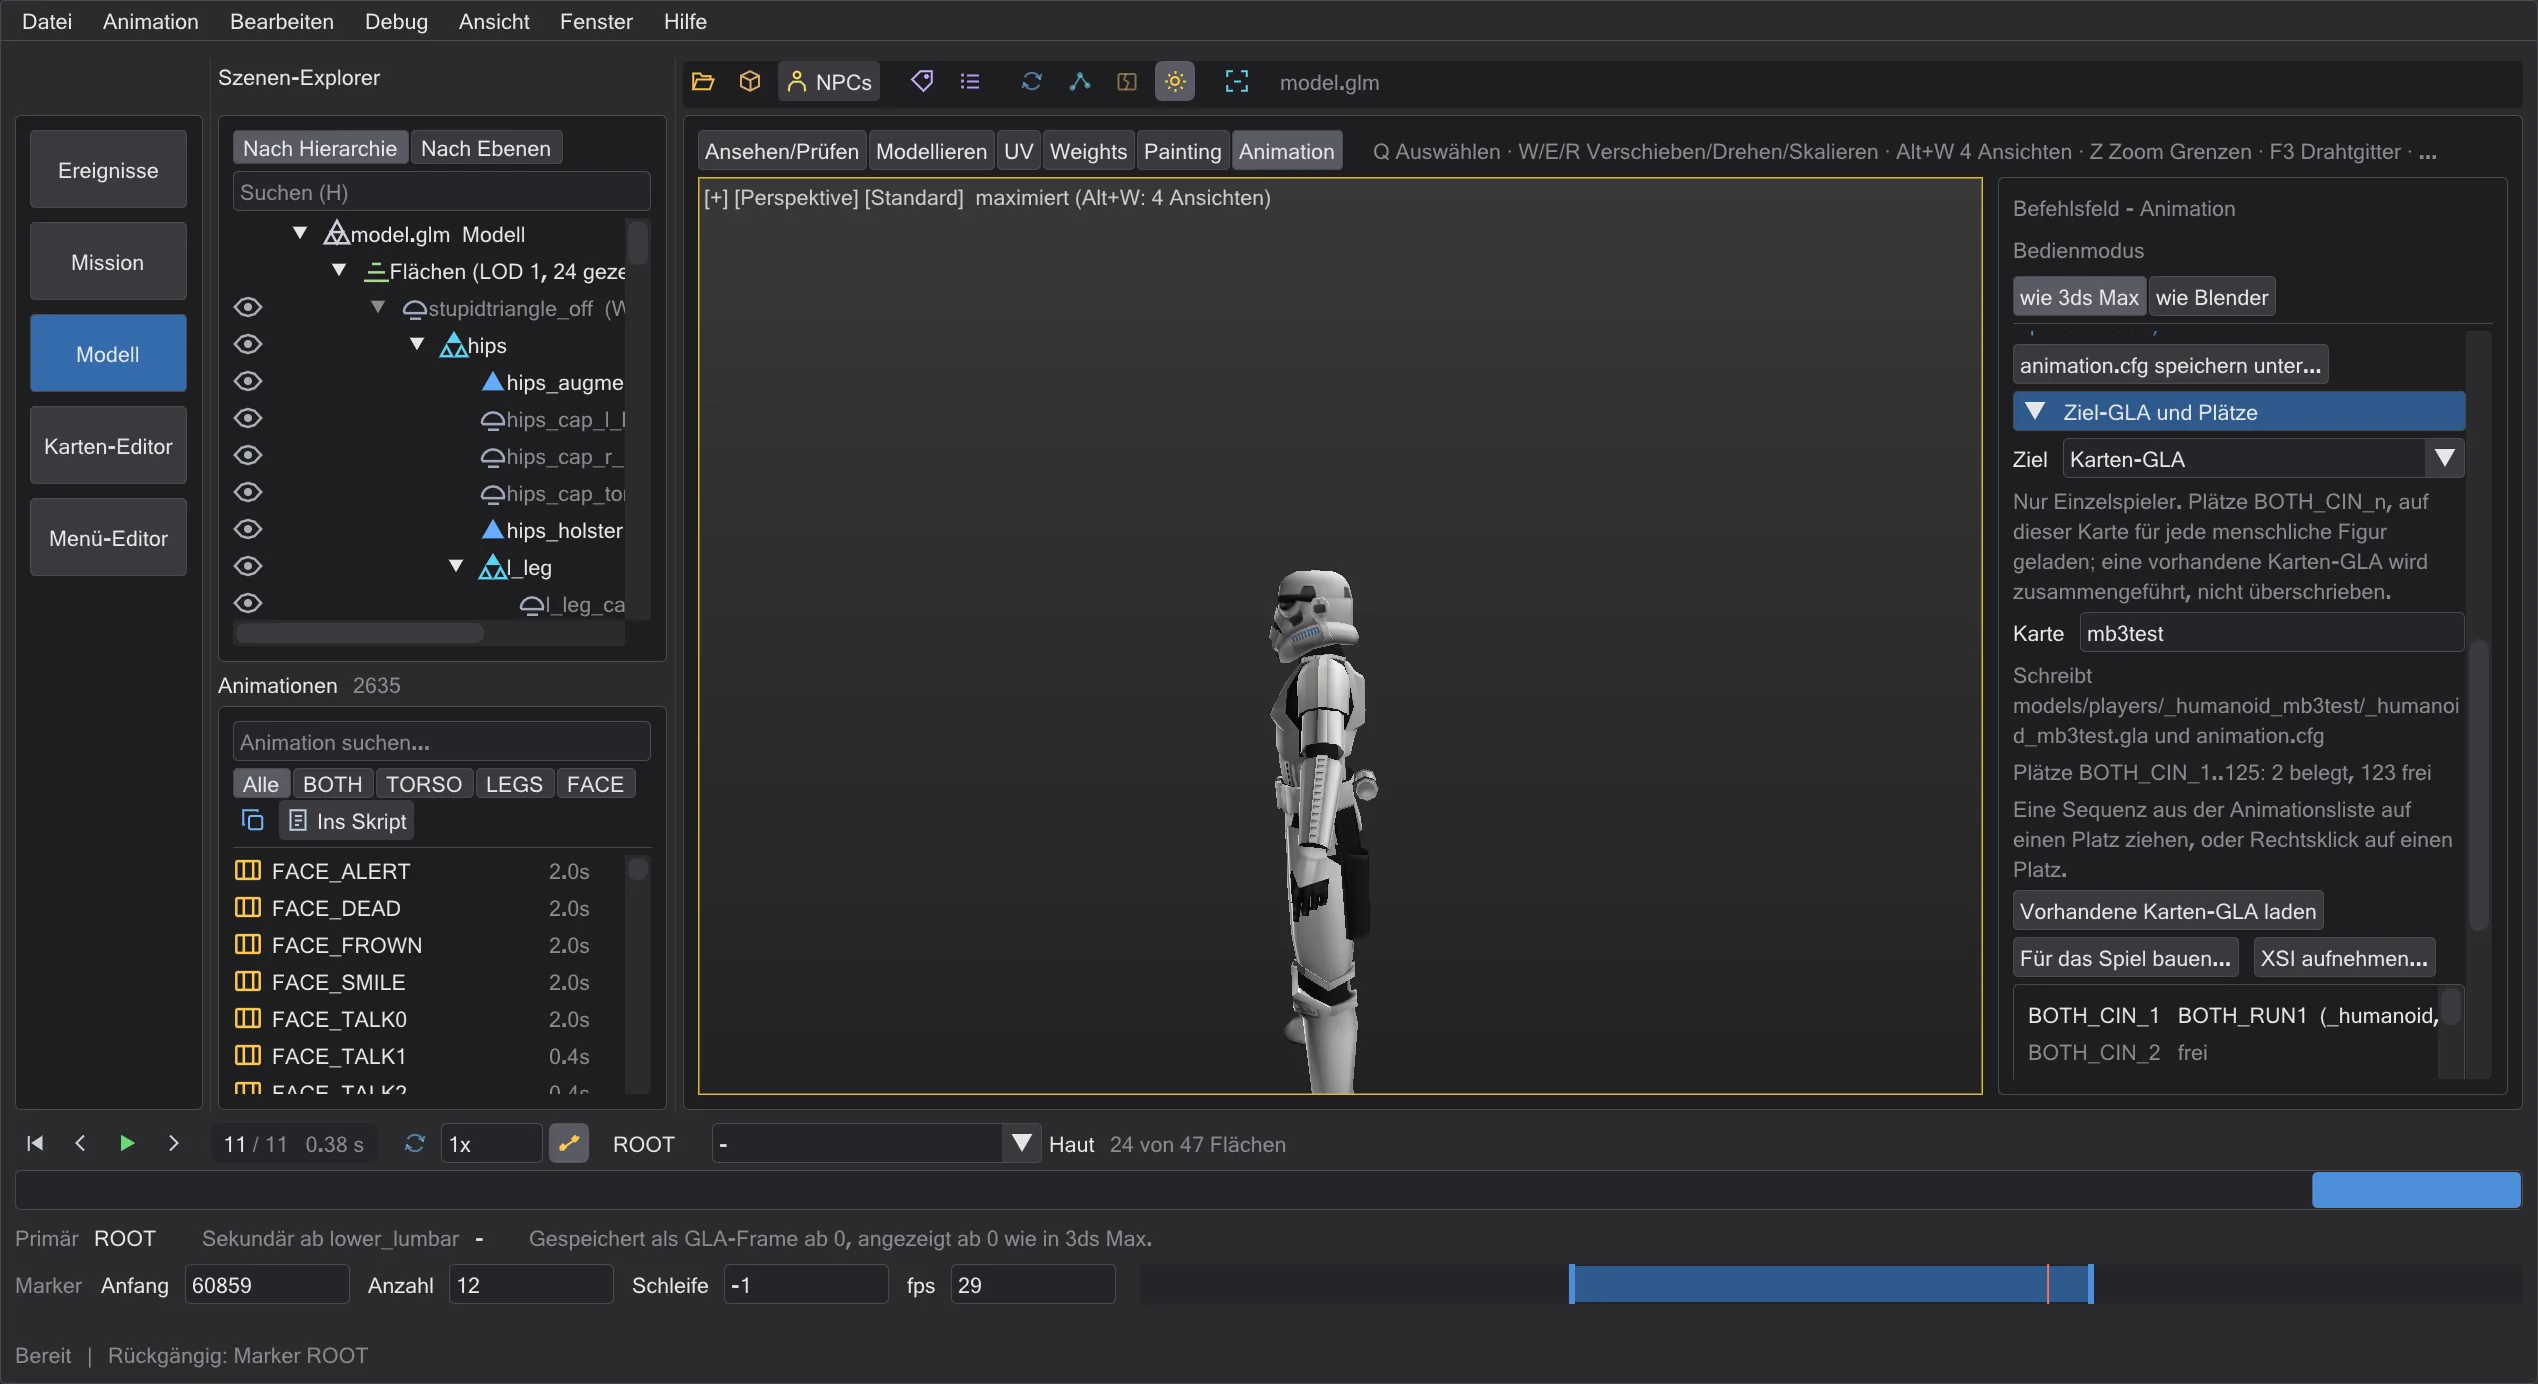 Datei Animation Bearbeiten Debug Ansicht Fenster Hilfe
Szenen-Explorer
NPCs model.glm
Ereignisse
Mission
Modell
Karten-Editor
Menü-Editor
Nach Hierarchie Nach Ebenen
Suchen (H)
model.glm Modell
Flächen (LOD 1, 24 geze
stupidtriangle_off (W
hips
hips_augme
hips_cap_l_
hips_cap_r_
hips_cap_to
hips_holster
l_leg
l_leg_ca
Animationen 2635
Animation suchen...
Alle BOTH TORSO LEGS FACE
Ins Skript
FACE_ALERT 2.0s
FACE_DEAD 2.0s
FACE_FROWN 2.0s
FACE_SMILE 2.0s
FACE_TALK0 2.0s
FACE_TALK1 0.4s
FACE_TALK2 0.4s
Ansehen/Prüfen Modellieren UV Weights Painting Animation Q Auswählen · W/E/R Verschieben/Drehen/Skalieren · Alt+W 4 Ansichten · Z Zoom Grenzen · F3 Drahtgitter · ...
[+] [Perspektive] [Standard] maximiert (Alt+W: 4 Ansichten)
Befehlsfeld - Animation
Bedienmodus
wie 3ds Max wie Blender
animation.cfg speichern unter...
Ziel-GLA und Plätze
Ziel Karten-GLA
Nur Einzelspieler. Plätze BOTH_CIN_n, auf
dieser Karte für jede menschliche Figur
geladen; eine vorhandene Karten-GLA wird
zusammengeführt, nicht überschrieben.
Karte mb3test
Schreibt
models/players/_humanoid_mb3test/_humanoi
d_mb3test.gla und animation.cfg
Plätze BOTH_CIN_1..125: 2 belegt, 123 frei
Eine Sequenz aus der Animationsliste auf
einen Platz ziehen, oder Rechtsklick auf einen
Platz.
Vorhandene Karten-GLA laden
Für das Spiel bauen... XSI aufnehmen...
BOTH_CIN_1 BOTH_RUN1 (_humanoid,
BOTH_CIN_2 frei
11 / 11 0.38 s 1x ROOT - Haut 24 von 47 Flächen
Primär ROOT Sekundär ab lower_lumbar - Gespeichert als GLA-Frame ab 0, angezeigt ab 0 wie in 3ds Max.
Marker Anfang 60859 Anzahl 12 Schleife -1 fps 29
Bereit | Rückgängig: Marker ROOT